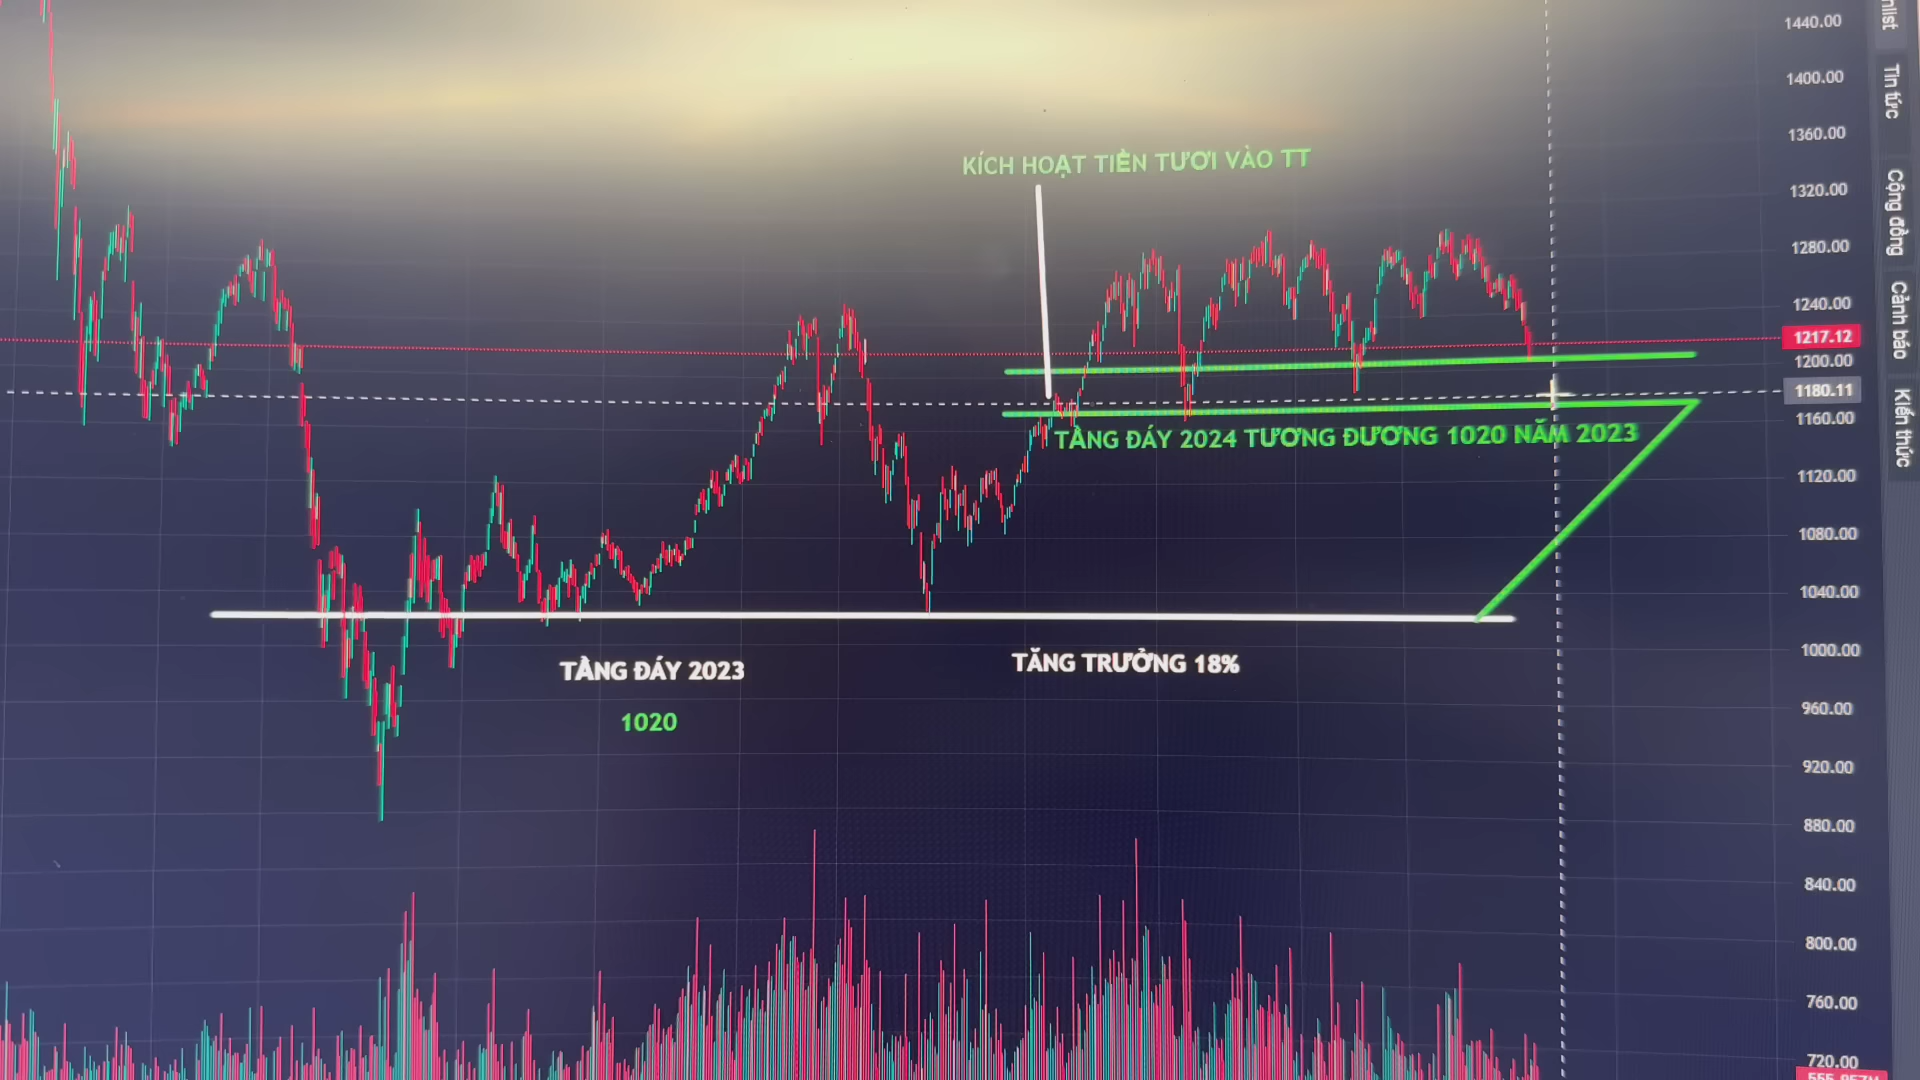 1440.00
1400.00
1360.00
1320.00
1280.00
1240.00
1217.12
1200.00
1180.11
1160.00
1120.00
1080.00
1040.00
1000.00
960.00
920.00
880.00
840.00
800.00
760.00
720.00
Tin tức
Cộng đồng
Cảnh báo
Kiến thức
KÍCH HOẠT TIỀN TƯƠI VÀO TT
TẦNG ĐÁY 2024 TƯƠNG ĐƯƠNG 1020 NĂM 2023
TẦNG ĐÁY 2023
TĂNG TRƯỞNG 18%
1020